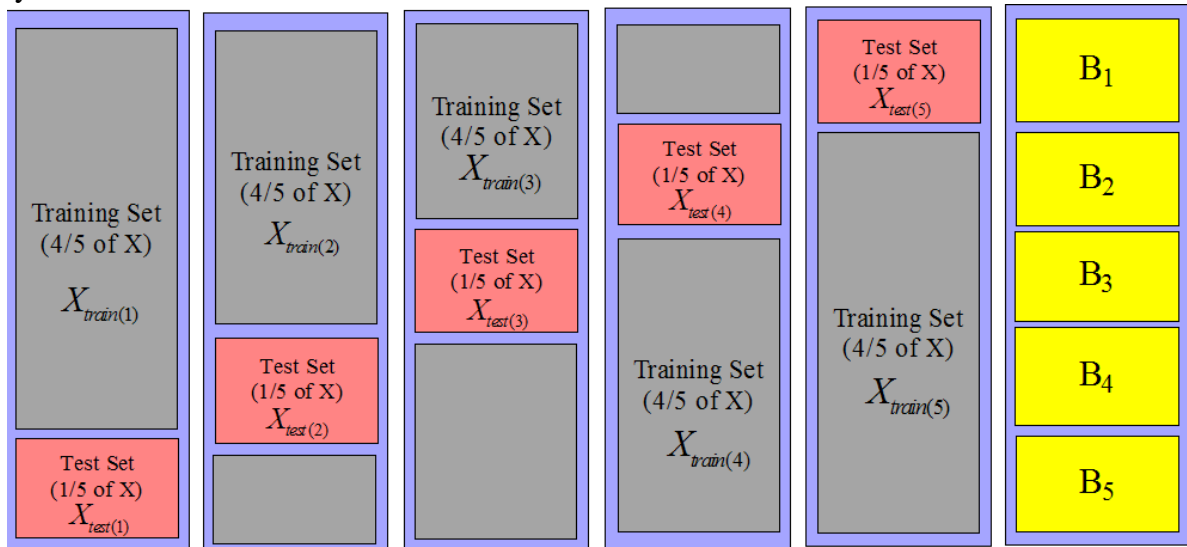 Training Set
(4/5 of X)
X_train(1)
Test Set
(1/5 of X)
X_test(1)
Training Set
(4/5 of X)
X_train(2)
Test Set
(1/5 of X)
X_test(2)
Training Set
(4/5 of X)
X_train(3)
Test Set
(1/5 of X)
X_test(3)
Test Set
(1/5 of X)
X_test(4)
Training Set
(4/5 of X)
X_train(4)
Test Set
(1/5 of X)
X_test(5)
Training Set
(4/5 of X)
X_train(5)
B₁
B₂
B₃
B₄
B₅